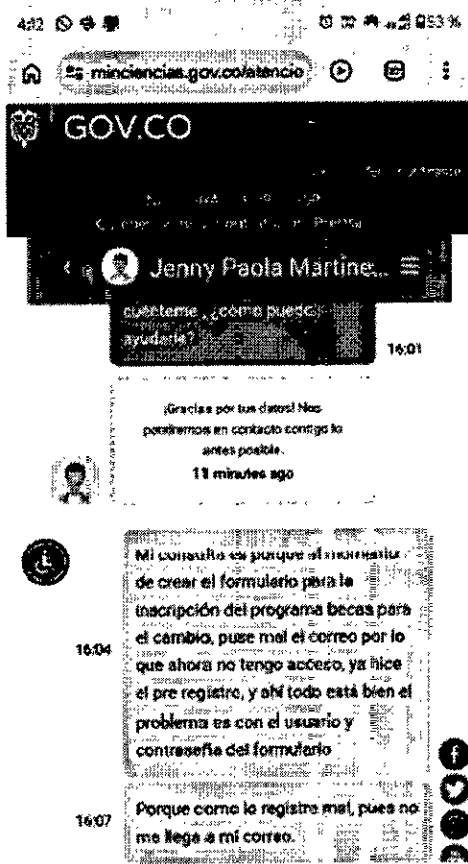 53%
minciencias.gov.co/atencio
GOV.CO
Prensa
Jenny Paola Martíne...
cuénteme, ¿cómo puedo
ayudarle?
16:01
¡Gracias por tus datos! Nos
pondremos en contacto contigo lo
antes posible.
11 minutes ago
Mi consulta es porque al momento
de crear el formulario para la
inscripción del programa becas para
el cambio, puse mal el correo por lo
que ahora no tengo acceso, ya hice
el pre registro, y ahí todo está bien el
problema es con el usuario y
contraseña del formulario
16:04
Porque como lo registre mal, pues no
me llega a mi correo.
16:07